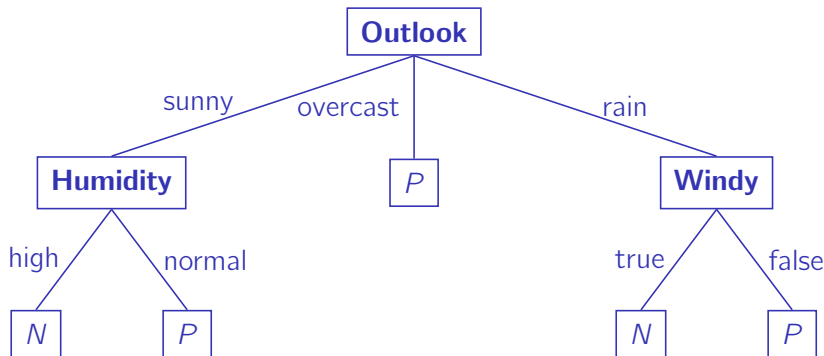 Outlook
sunny overcast rain
Humidity P Windy
high normal true false
N P N P